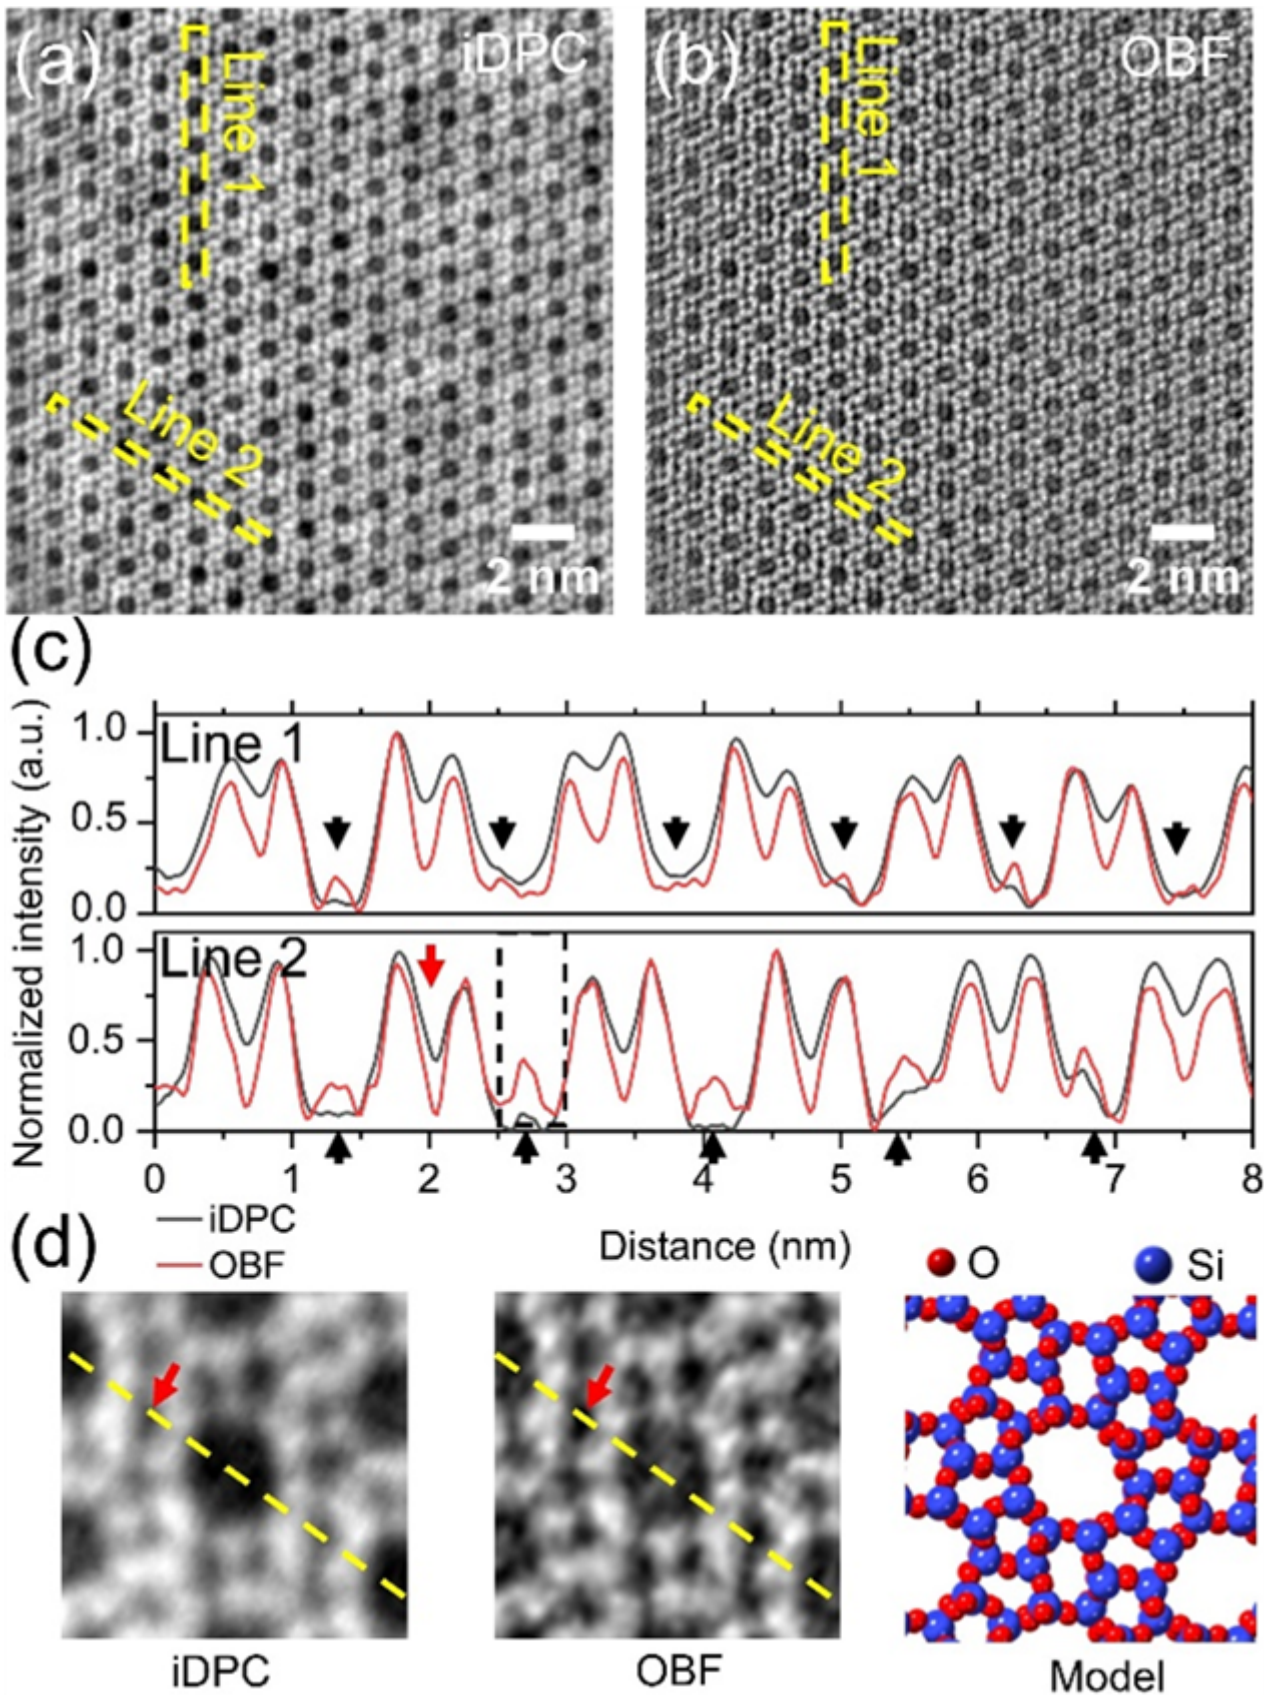 (a)
iDPC
Line 1
Line 2
2 nm
(b)
OBF
Line 1
Line 2
2 nm
(c)
Normalized intensity (a.u.)
Line 1
1.0
0.5
0.0
Line 2
1.0
0.5
0.0
0 1 2 3 4 5 6 7 8
iDPC
OBF
Distance (nm)
(d)
O
Si
iDPC
OBF
Model